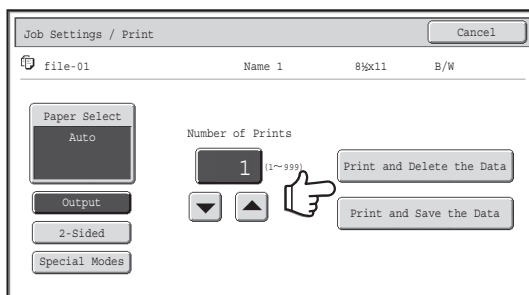 Job Settings / Print
Cancel
file-01 Name 1 8½x11 B/W
Paper Select
Auto
Number of Prints
1 (1~999)
Print and Delete the Data
Output
Print and Save the Data
2-Sided
Special Modes